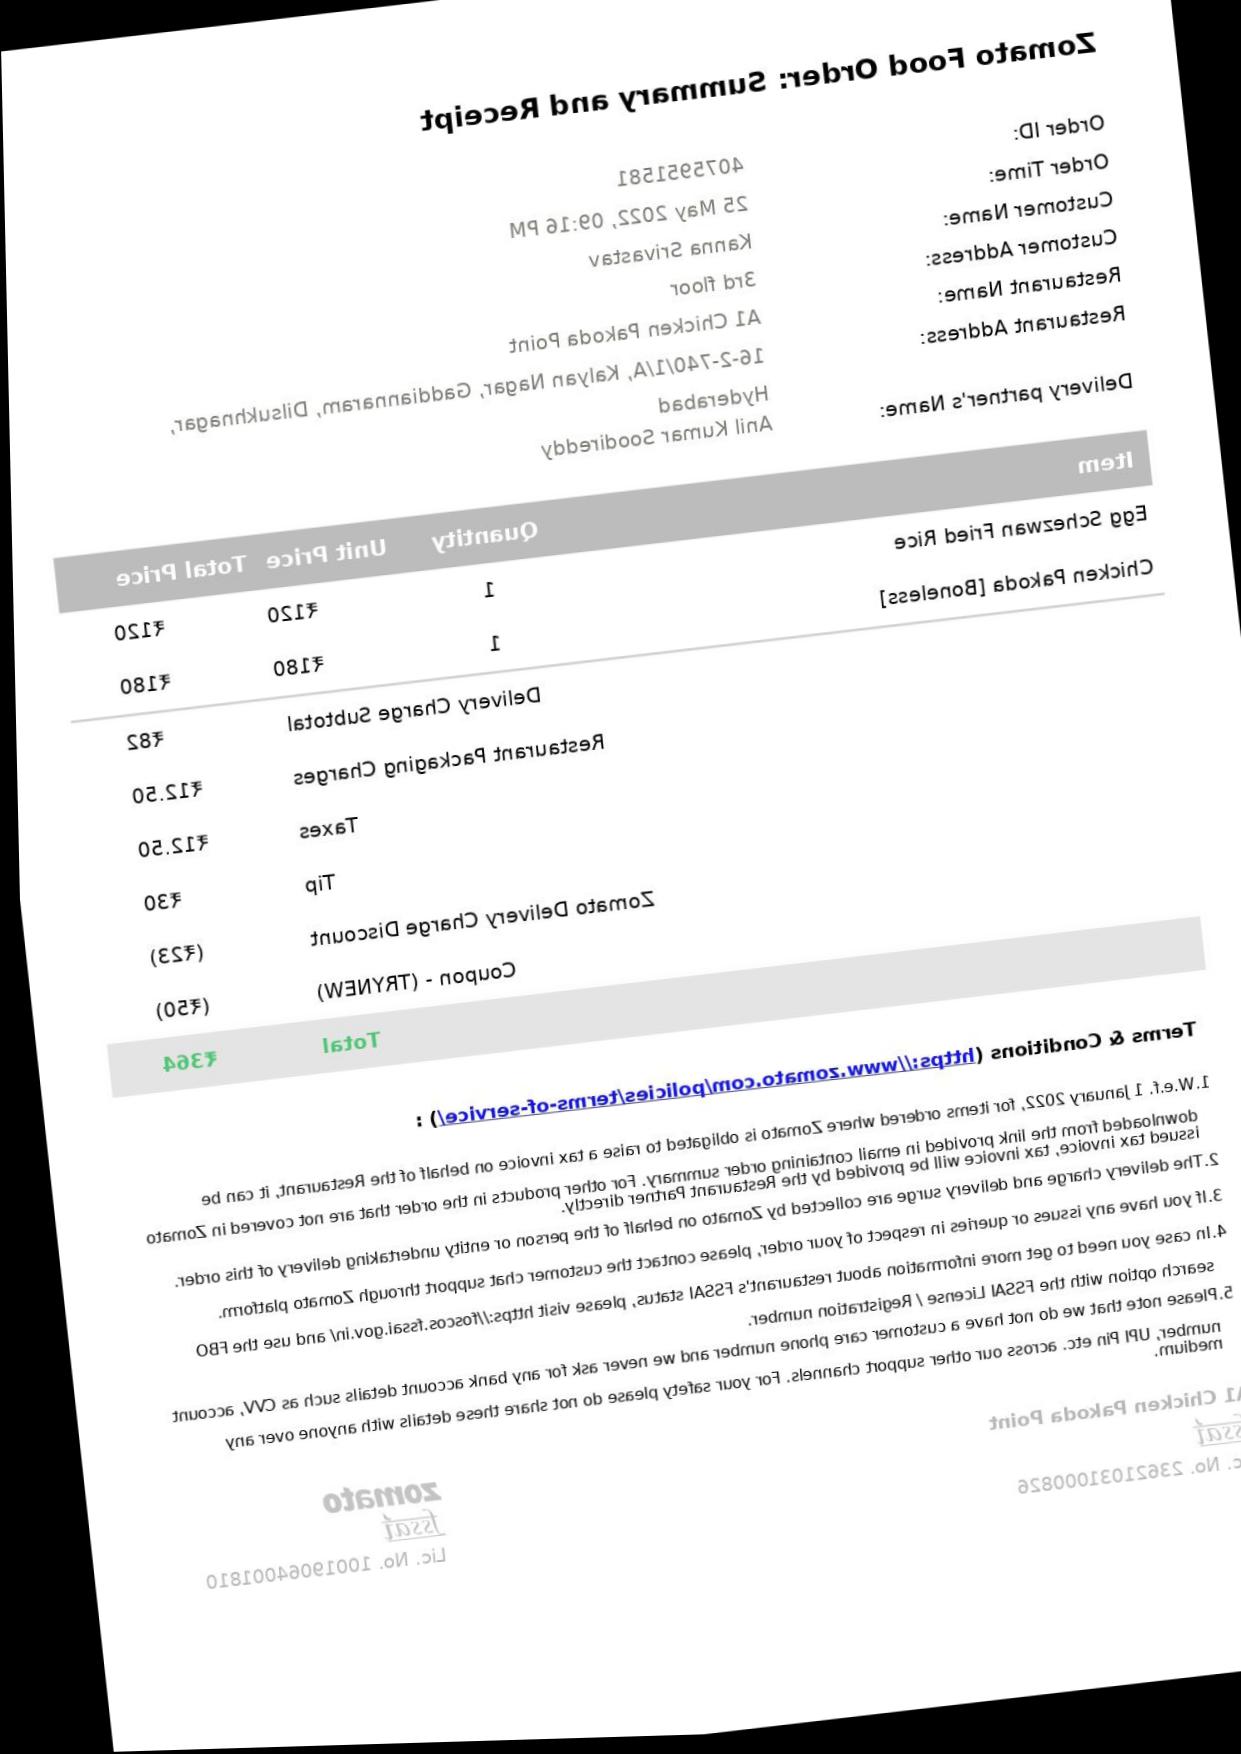 Zomato Food Order: Summary and Receipt
Order ID: 4075951581
Order Time: 25 May 2022, 09:16 PM
Customer Name: Kanna Srivastav
Customer Address: 3rd floor
Restaurant Name: A1 Chicken Pakoda Point
Restaurant Address: 16-2-740/1/A, Kalyan Nagar, Gaddiannaram, Dilsukhnagar,
Hyderabad
Delivery partner's Name: Anil Kumar Soodireddy
Item Quantity Unit Price Total Price
Egg Schezwan Fried Rice 1 ₹120 ₹120
Chicken Pakoda [Boneless] 1 ₹180 ₹180
Delivery Charge Subtotal ₹82
Restaurant Packaging Charges ₹12.50
Taxes ₹12.50
Tip ₹30
Zomato Delivery Charge Discount (₹23)
Coupon - (TRYNEW) (₹50)
Total ₹364
Terms & Conditions (https://www.zomato.com/policies/terms-of-service/) :
1.W.e.f. 1 January 2022, for items ordered where Zomato is obligated to raise a tax invoice on behalf of the Restaurant, it can be
downloaded from the link provided in email containing order summary. For other products in the order that are not covered in Zomato
issued tax invoice, tax invoice will be provided by the Restaurant Partner directly.
2.The delivery charge and delivery surge are collected by Zomato on behalf of the person or entity undertaking delivery of this order.
3.If you have any issues or queries in respect of your order, please contact the customer chat support through Zomato platform.
4.In case you need to get more information about restaurant's FSSAI status, please visit https://foscos.fssai.gov.in/ and use the FBO
search option with the FSSAI License / Registration number.
5.Please note that we do not have a customer care phone number and we never ask for any bank account details such as CVV, account
number, UPI Pin etc. across our other support channels. For your safety please do not share these details with anyone over any
medium.
A1 Chicken Pakoda Point
fssai
c. No. 23621031000826
zomato
fssai
Lic. No. 10019064001810